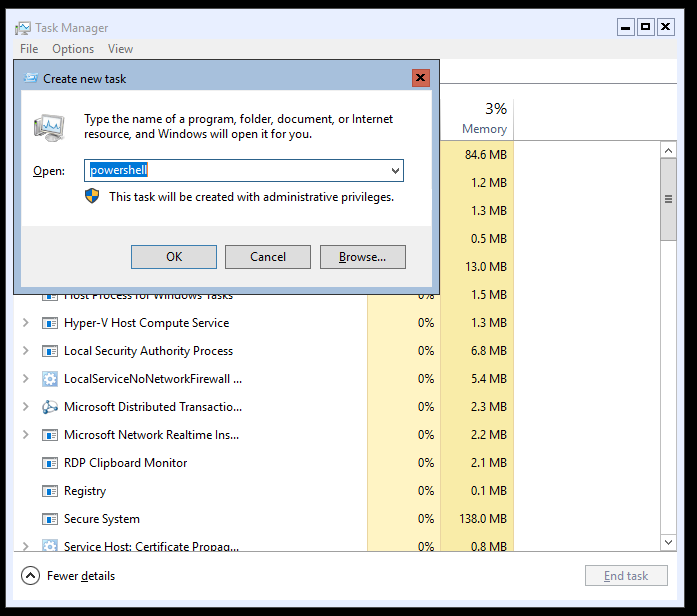 Task Manager
File Options View
Create new task
Type the name of a program, folder, document, or Internet
resource, and Windows will open it for you.
Open: powershell
This task will be created with administrative privileges.
OK Cancel Browse...
3%
Memory
84.6 MB
1.2 MB
1.3 MB
0.5 MB
13.0 MB
Host Process for Windows Tasks 0% 1.5 MB
Hyper-V Host Compute Service 0% 1.3 MB
Local Security Authority Process 0% 6.8 MB
LocalServiceNoNetworkFirewall ... 0% 5.4 MB
Microsoft Distributed Transactio... 0% 2.3 MB
Microsoft Network Realtime Ins... 0% 2.2 MB
RDP Clipboard Monitor 0% 2.1 MB
Registry 0% 0.1 MB
Secure System 0% 138.0 MB
Service Host: Certificate Propag... 0% 0.8 MB
Fewer details End task